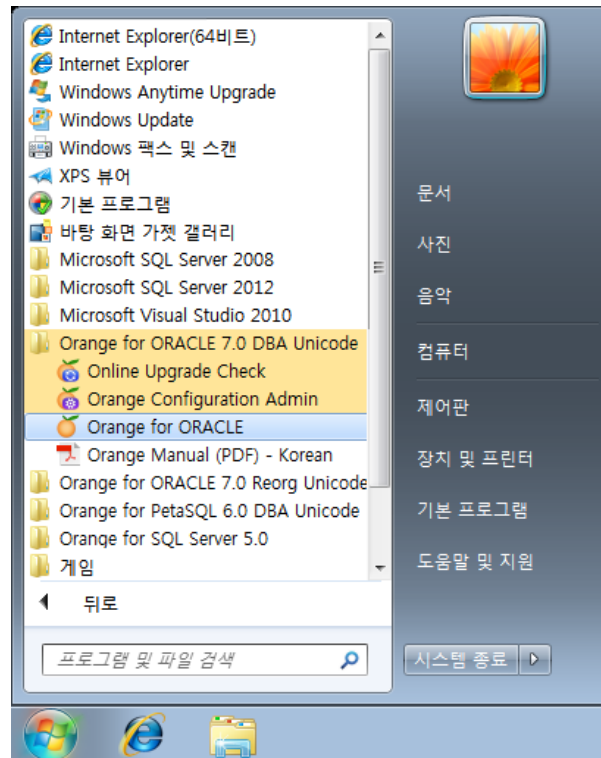 Internet Explorer(64비트)
Internet Explorer
Windows Anytime Upgrade
Windows Update
Windows 팩스 및 스캔
XPS 뷰어
기본 프로그램
바탕 화면 가젯 갤러리
Microsoft SQL Server 2008
Microsoft SQL Server 2012
Microsoft Visual Studio 2010
Orange for ORACLE 7.0 DBA Unicode
Online Upgrade Check
Orange Configuration Admin
Orange for ORACLE
Orange Manual (PDF) - Korean
Orange for ORACLE 7.0 Reorg Unicode
Orange for PetaSQL 6.0 DBA Unicode
Orange for SQL Server 5.0
게임
뒤로
프로그램 및 파일 검색
문서
사진
음악
컴퓨터
제어판
장치 및 프린터
기본 프로그램
도움말 및 지원
시스템 종료